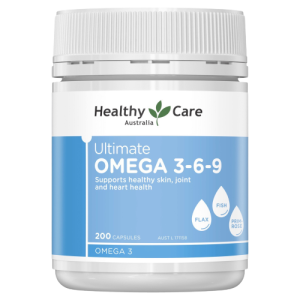 Healthy Care
Australia
Ultimate
OMEGA 3-6-9
Supports healthy skin, joint
and heart health
FISH
FLAX
200 CAPSULES
OMEGA 3